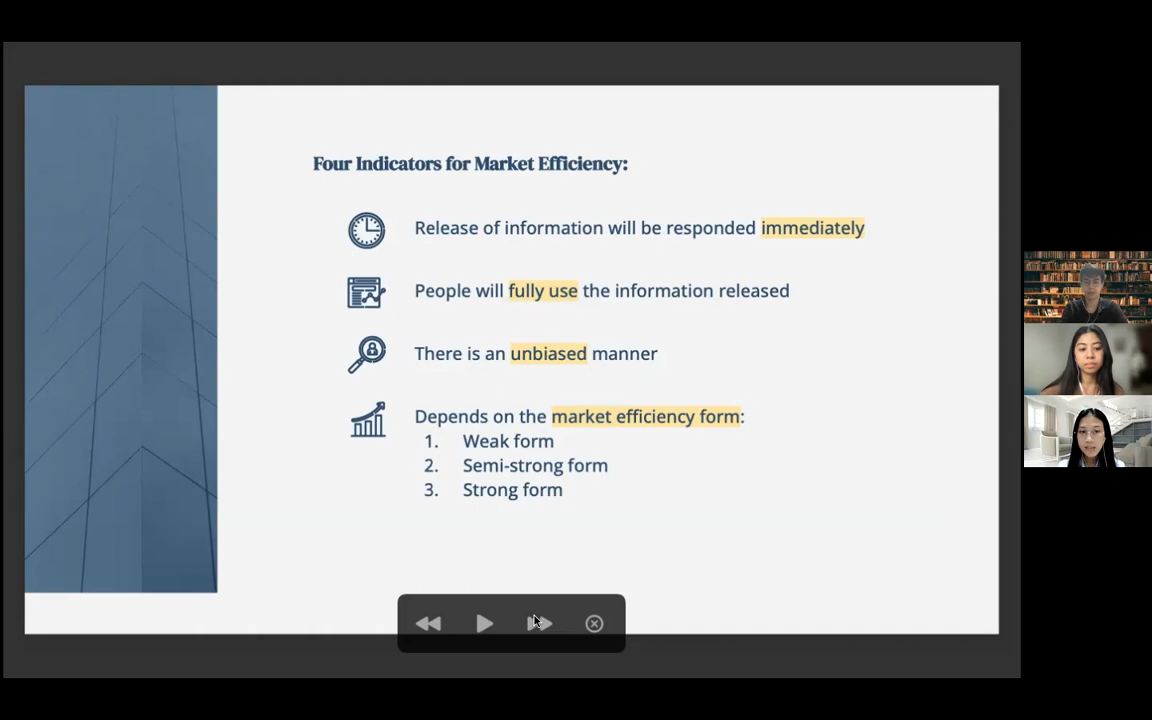 Four Indicators for Market Efficiency:
Release of information will be responded immediately
People will fully use the information released
There is an unbiased manner
Depends on the market efficiency form:
1. Weak form
2. Semi-strong form
3. Strong form